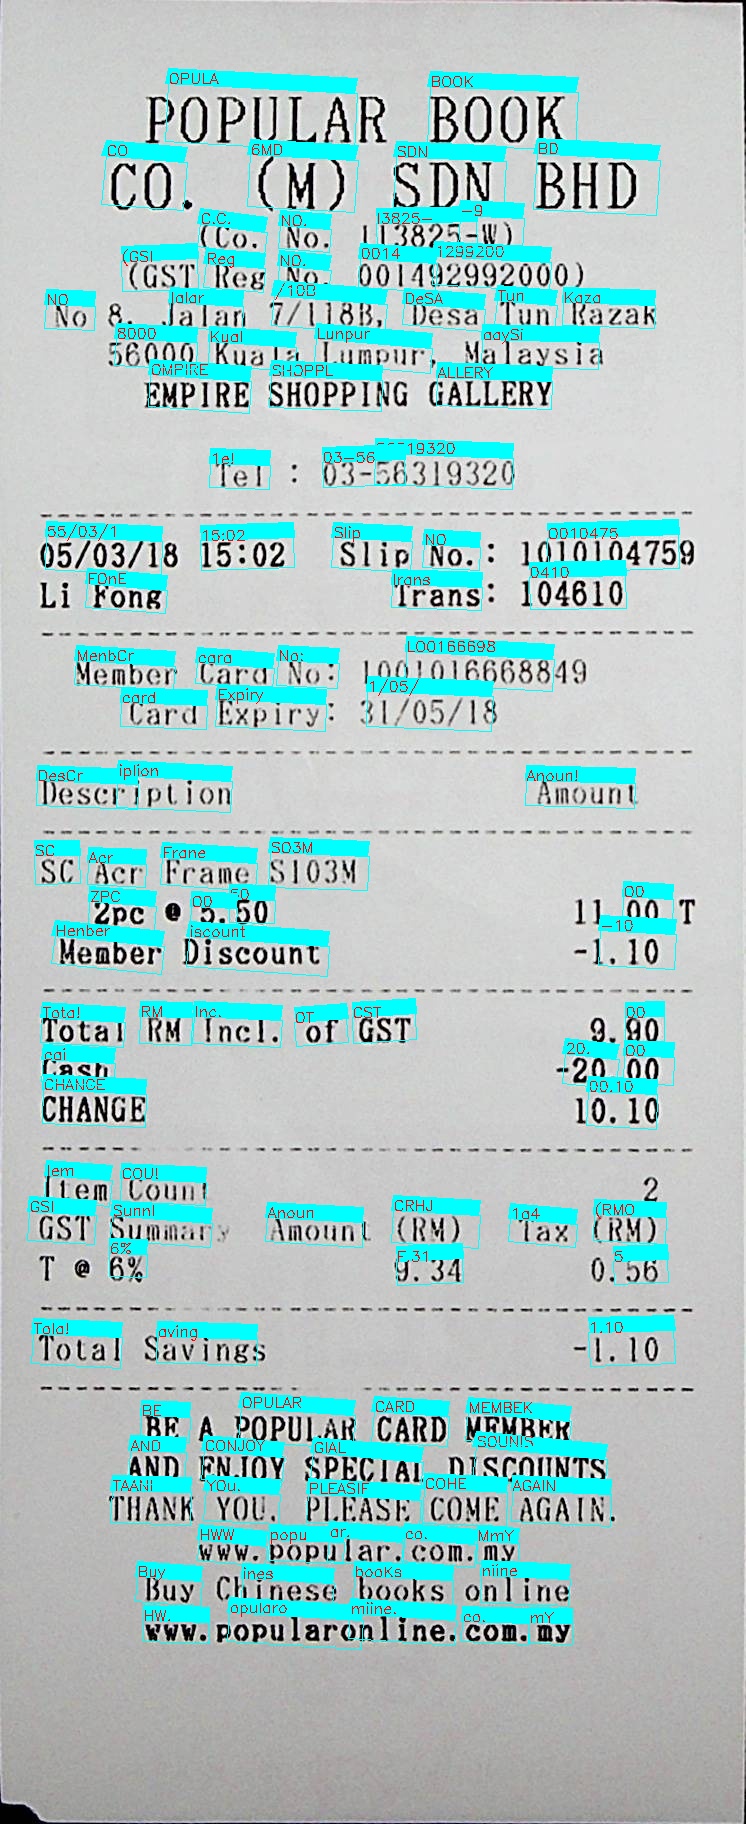 POPULAR BOOK
CO. (M) SDN BHD
(Co. No. 113825-W)
(GST Reg No. 001492992000)
No 8. Jalan 7/118B, Desa Tun Razak
56000 Kuala Lumpur, Malaysia
EMPIRE SHOPPING GALLERY
Tel : 03-56319320
05/03/18 15:02 Slip No.: 1010104759
Li Fong Trans: 104610
Member Card No: 1001016668849
Card Expiry: 31/05/18
Description Amount
SC Acr Frame S103M
2pc @ 5.50 11.00 T
Member Discount -1.10
Total RM Incl. of GST 9.90
Cash -20.00
CHANGE 10.10
Item Count 2
GST Summary Amount (RM) Tax (RM)
T @ 6% 9.34 0.56
Total Savings -1.10
BE A POPULAR CARD MEMBER
AND ENJOY SPECIAL DISCOUNTS
THANK YOU. PLEASE COME AGAIN.
www.popular.com.my
Buy Chinese books online
www.popularonline.com.my